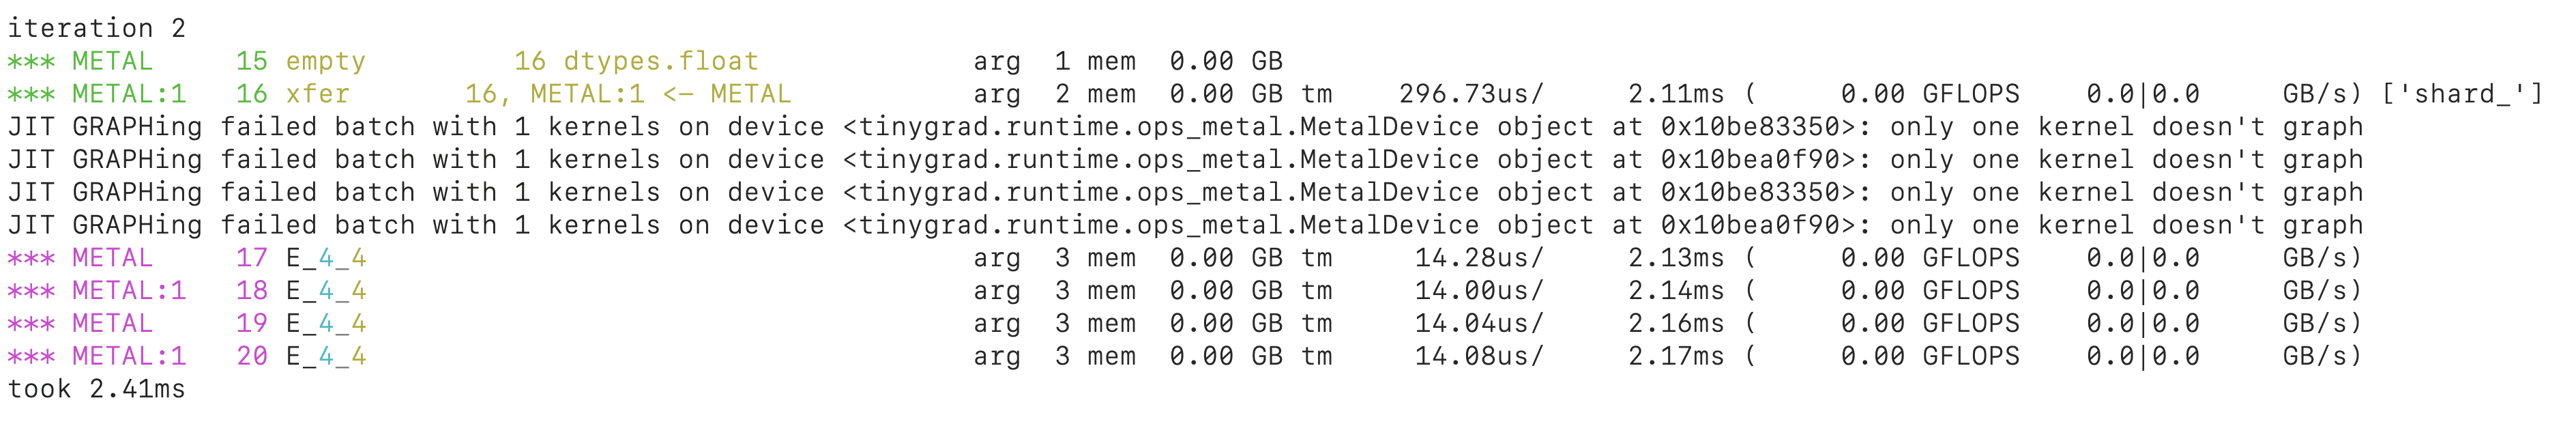 iteration 2
*** METAL     15 empty         16 dtypes.float             arg  1 mem  0.00 GB
*** METAL:1   16 xfer       16, METAL:1 <- METAL           arg  2 mem  0.00 GB tm    296.73us/     2.11ms (     0.00 GFLOPS    0.0|0.0     GB/s) ['shard_']
JIT GRAPHing failed batch with 1 kernels on device <tinygrad.runtime.ops_metal.MetalDevice object at 0x10be83350>: only one kernel doesn't graph
JIT GRAPHing failed batch with 1 kernels on device <tinygrad.runtime.ops_metal.MetalDevice object at 0x10bea0f90>: only one kernel doesn't graph
JIT GRAPHing failed batch with 1 kernels on device <tinygrad.runtime.ops_metal.MetalDevice object at 0x10be83350>: only one kernel doesn't graph
JIT GRAPHing failed batch with 1 kernels on device <tinygrad.runtime.ops_metal.MetalDevice object at 0x10bea0f90>: only one kernel doesn't graph
*** METAL     17 E_4_4                                     arg  3 mem  0.00 GB tm     14.28us/     2.13ms (     0.00 GFLOPS    0.0|0.0     GB/s)
*** METAL:1   18 E_4_4                                     arg  3 mem  0.00 GB tm     14.00us/     2.14ms (     0.00 GFLOPS    0.0|0.0     GB/s)
*** METAL     19 E_4_4                                     arg  3 mem  0.00 GB tm     14.04us/     2.16ms (     0.00 GFLOPS    0.0|0.0     GB/s)
*** METAL:1   20 E_4_4                                     arg  3 mem  0.00 GB tm     14.08us/     2.17ms (     0.00 GFLOPS    0.0|0.0     GB/s)
took 2.41ms